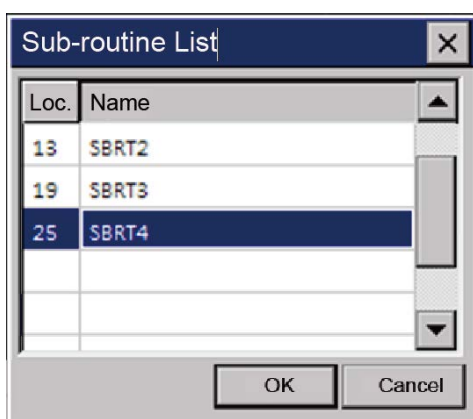 Sub-routine List
Loc. Name
13 SBRT2
19 SBRT3
25 SBRT4
OK Cancel